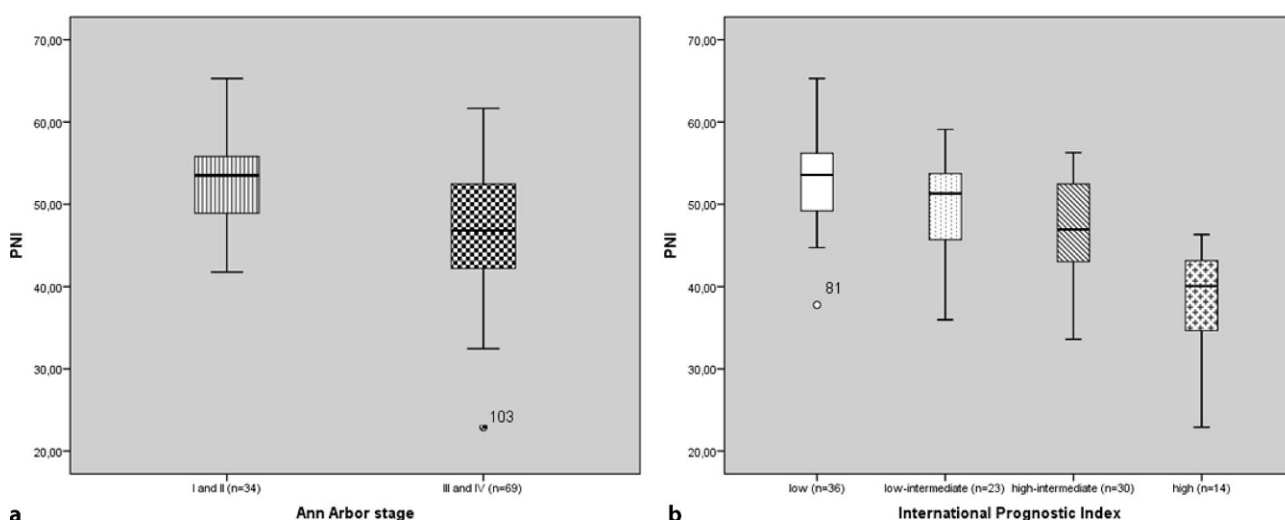 70,00
60,00
50,00
40,00
30,00
20,00
PNI
103
I and II (n=34) III and IV (n=69)
Ann Arbor stage
a
70,00
60,00
50,00
40,00
30,00
20,00
PNI
81
low (n=36) low-intermediate (n=23) high-intermediate (n=30) high (n=14)
International Prognostic Index
b